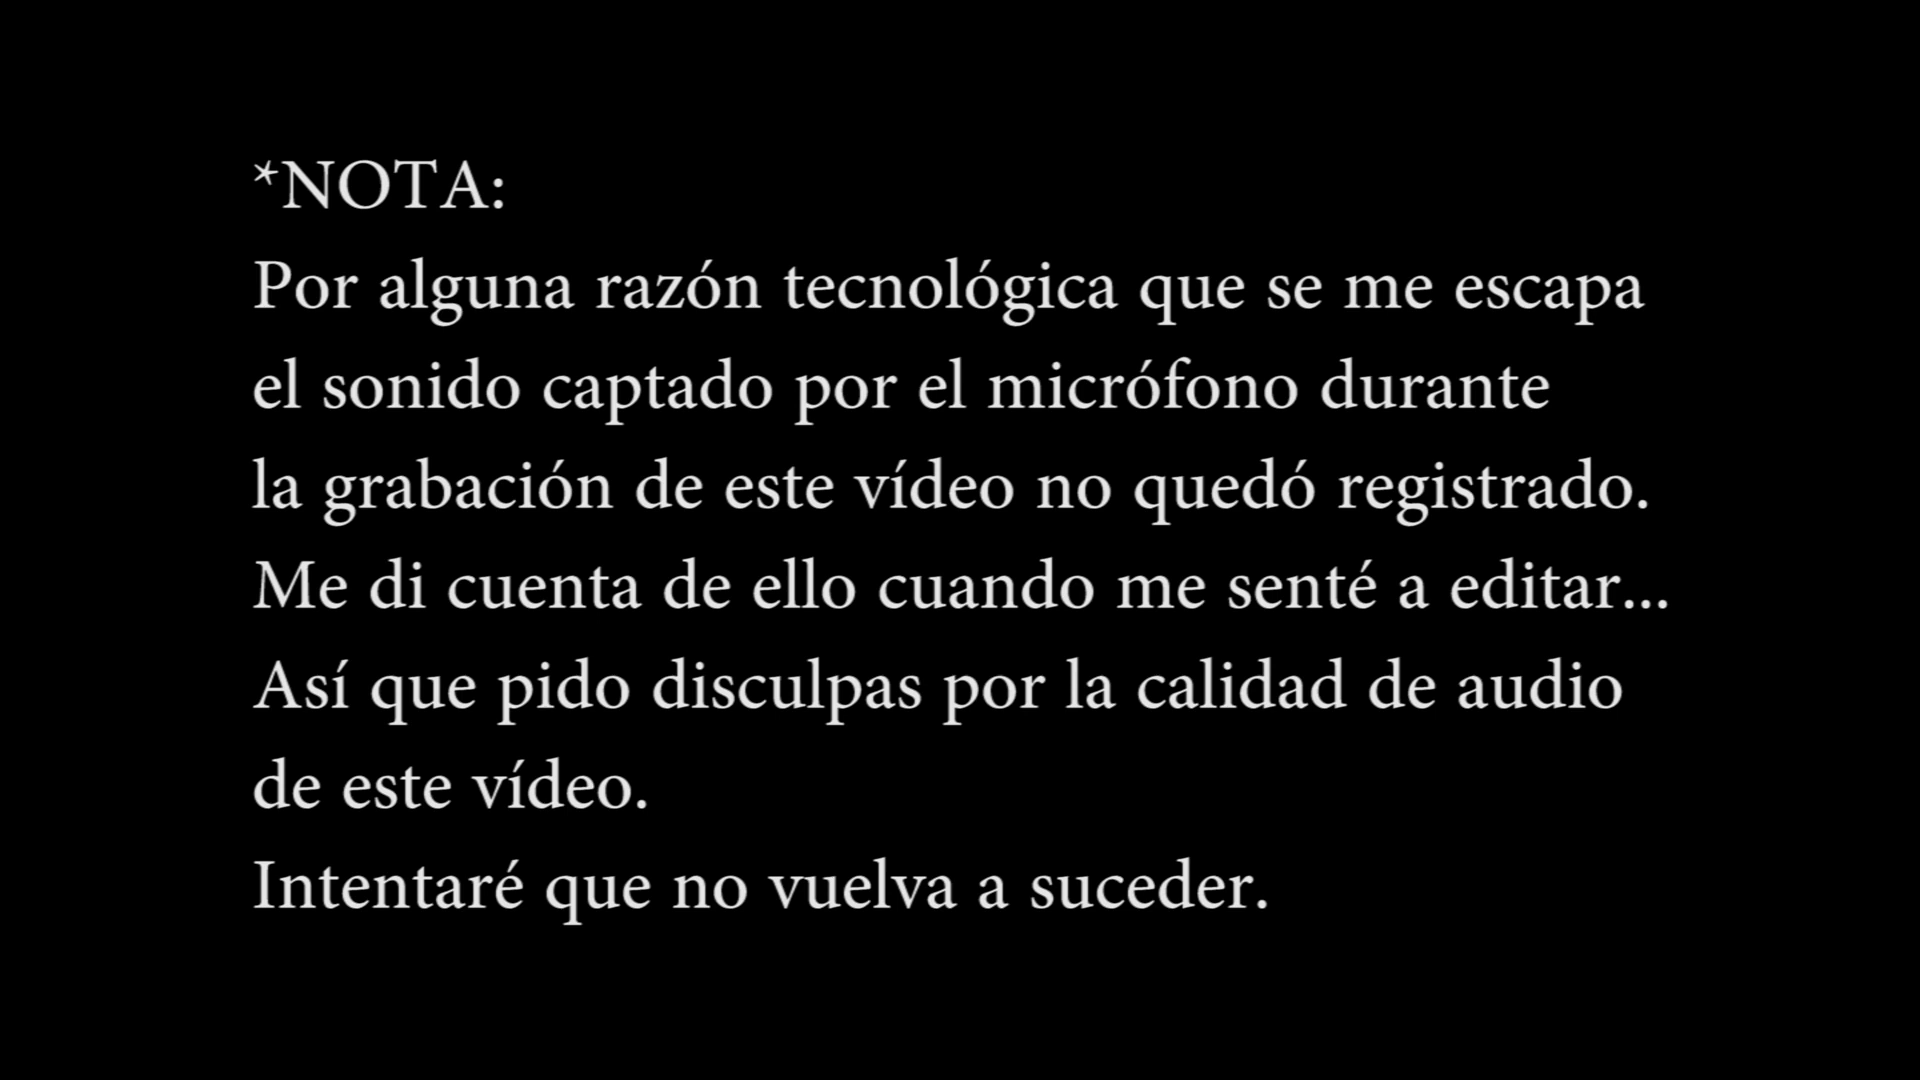 *NOTA:
Por alguna razón tecnológica que se me escapa
el sonido captado por el micrófono durante
la grabación de este vídeo no quedó registrado.
Me di cuenta de ello cuando me senté a editar...
Así que pido disculpas por la calidad de audio
de este vídeo.
Intentaré que no vuelva a suceder.